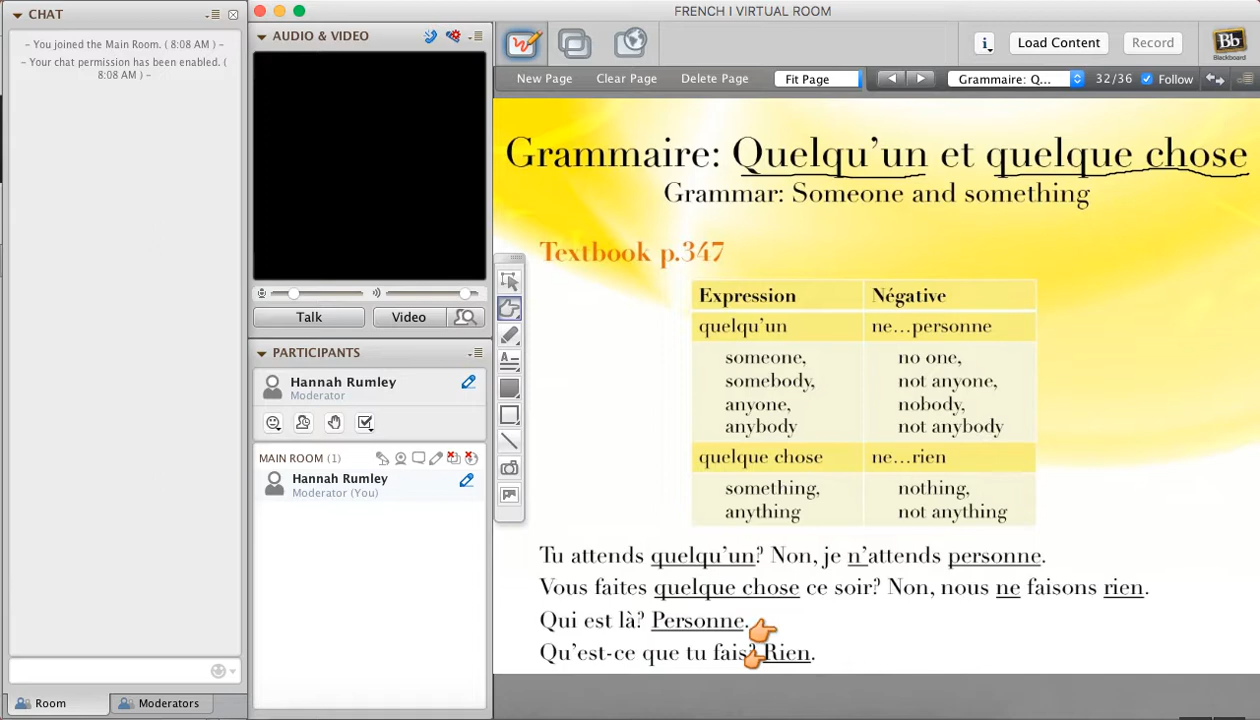 FRENCH I VIRTUAL ROOM
CHAT
– You joined the Main Room. ( 8:08 AM ) –
– Your chat permission has been enabled. (
8:08 AM ) –
Room
Moderators
AUDIO & VIDEO
Talk
Video
PARTICIPANTS
Hannah Rumley
Moderator
MAIN ROOM (1)
Hannah Rumley
Moderator (You)
Load Content
Record
Bb
Blackboard
New Page
Clear Page
Delete Page
Fit Page
Grammaire: Q...
32/36
Follow
Grammaire: Quelqu’un et quelque chose
Grammar: Someone and something
Textbook p.347
Expression Négative
quelqu’un ne…personne
someone, no one,
somebody, not anyone,
anyone, nobody,
anybody not anybody
quelque chose ne…rien
something, nothing,
anything not anything
Tu attends quelqu’un? Non, je n’attends personne.
Vous faites quelque chose ce soir? Non, nous ne faisons rien.
Qui est là? Personne.
Qu’est-ce que tu fais? Rien.